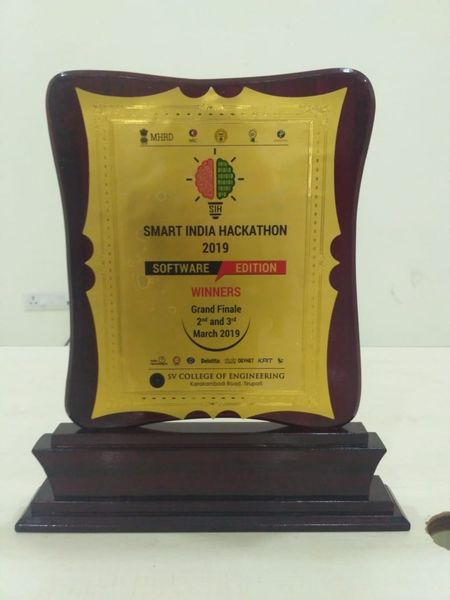 MHRD
SIH
SMART INDIA HACKATHON
2019
SOFTWARE EDITION
WINNERS
Grand Finale
2nd and 3rd
March 2019
Deloitte DEVNET KPIT
SV COLLEGE OF ENGINEERING
Karakambadi Road, Tirupati